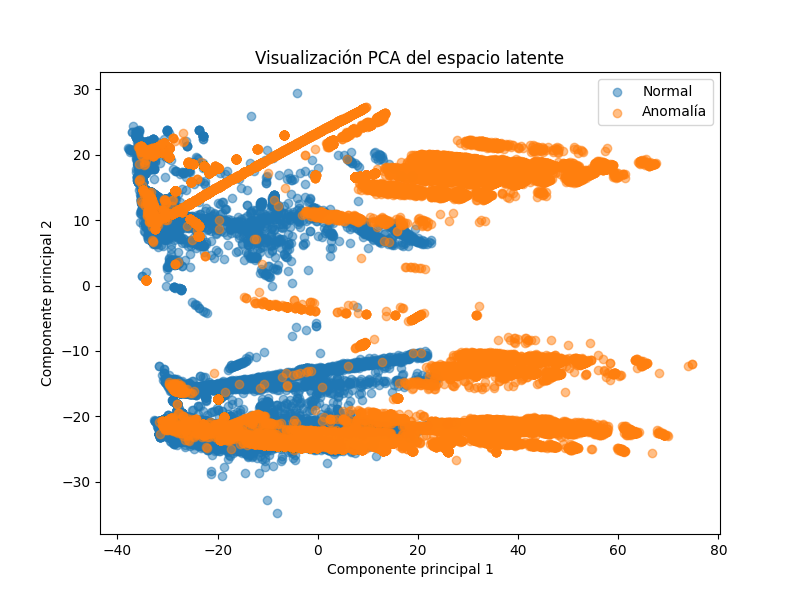 Visualización PCA del espacio latente
Normal
Anomalía
Componente principal 2
30
20
10
0
−10
−20
−30
−40
−20
0
20
40
60
80
Componente principal 1